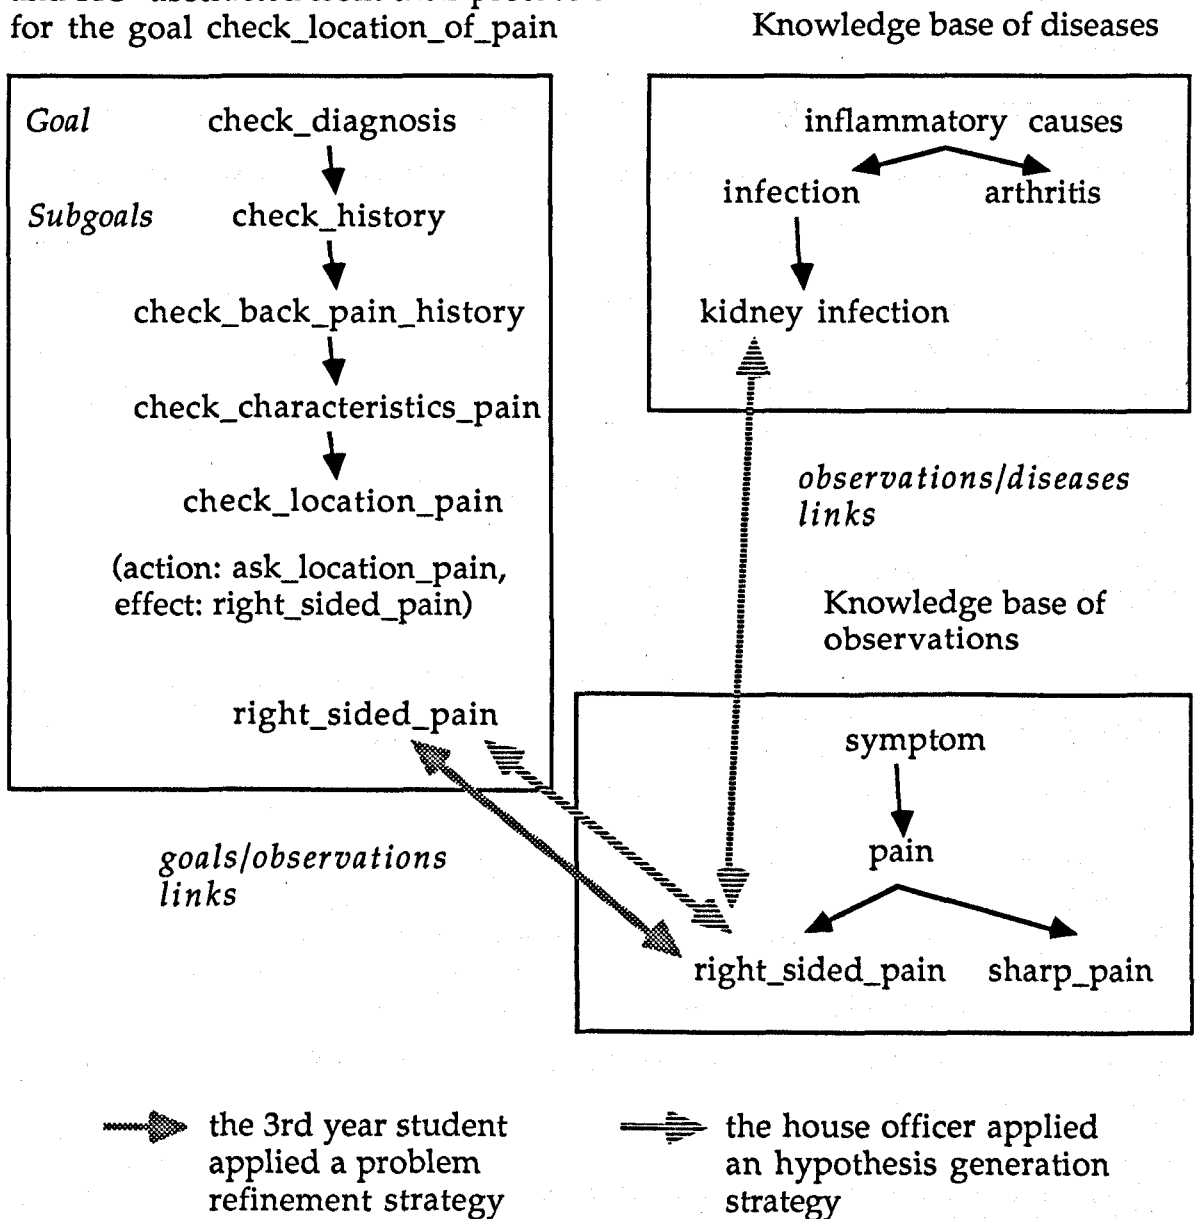 for the goal check_location_of_pain
Knowledge base of diseases
Goal check_diagnosis
Subgoals check_history
check_back_pain_history
check_characteristics_pain
check_location_pain
(action: ask_location_pain,
effect: right_sided_pain)
right_sided_pain
goals/observations
links
inflammatory causes
infection arthritis
kidney infection
observations/diseases
links
Knowledge base of
observations
symptom
pain
right_sided_pain sharp_pain
the 3rd year student
applied a problem
refinement strategy
the house officer applied
an hypothesis generation
strategy